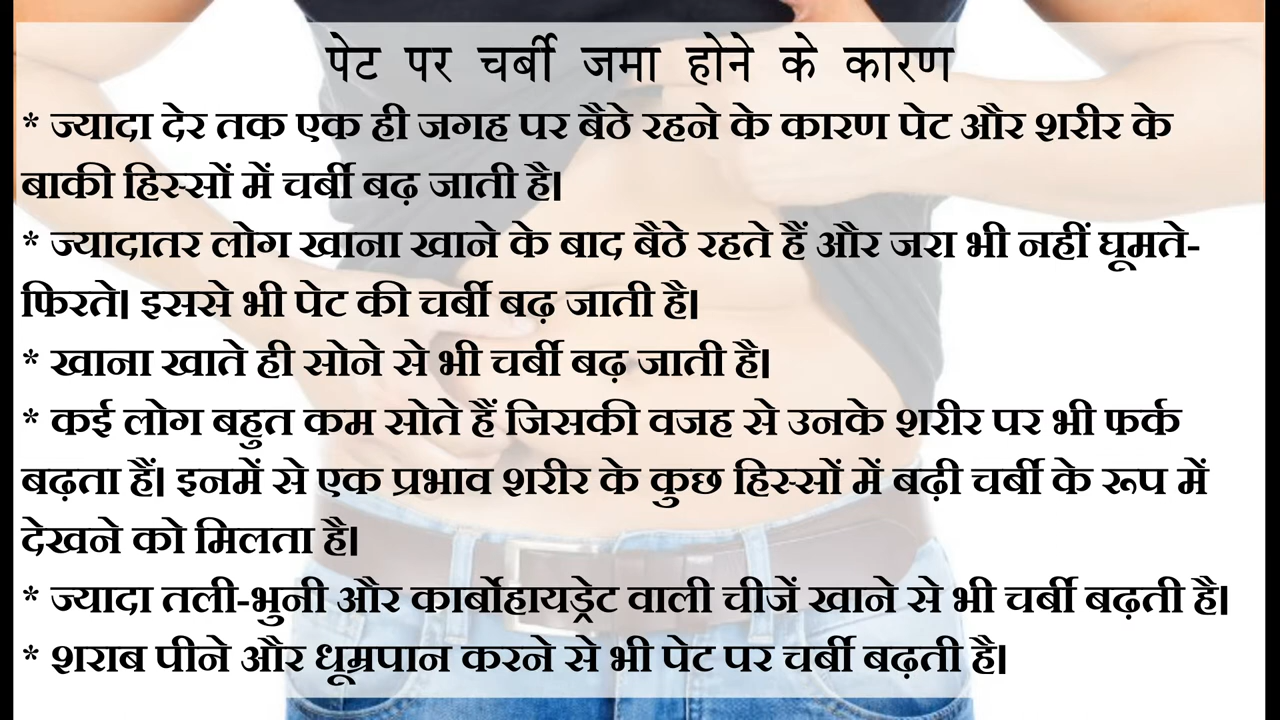 पेट पर चर्बी जमा होने के कारण
* ज्यादा देर तक एक ही जगह पर बैठे रहने के कारण पेट और शरीर के
बाकी हिस्सों में चर्बी बढ़ जाती है।
* ज्यादातर लोग खाना खाने के बाद बैठे रहते हैं और जरा भी नहीं घूमते-
फिरते। इससे भी पेट की चर्बी बढ़ जाती है।
* खाना खाते ही सोने से भी चर्बी बढ़ जाती है।
* कई लोग बहुत कम सोते हैं जिसकी वजह से उनके शरीर पर भी फर्क
बढ़ता हैं। इनमें से एक प्रभाव शरीर के कुछ हिस्सों में बढ़ी चर्बी के रूप में
देखने को मिलता है।
* ज्यादा तली-भुनी और कार्बोहायड्रेट वाली चीजें खाने से भी चर्बी बढ़ती है।
* शराब पीने और धूम्रपान करने से भी पेट पर चर्बी बढ़ती है।